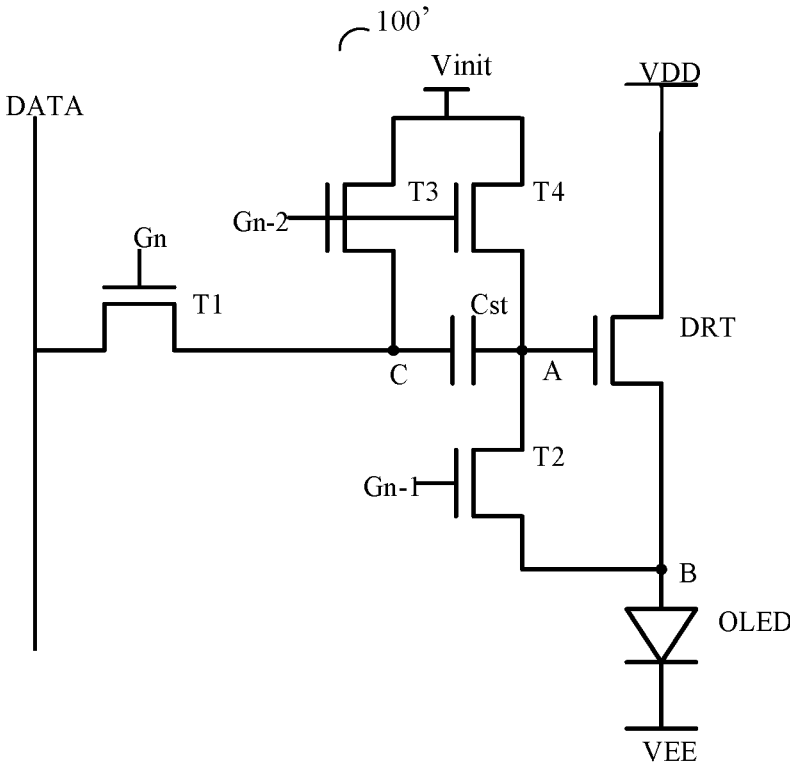 100’
Vinit
VDD
DATA
T3
T4
Gn-2
Gn
T1
Cst
DRT
C
A
T2
Gn-1
B
OLED
VEE